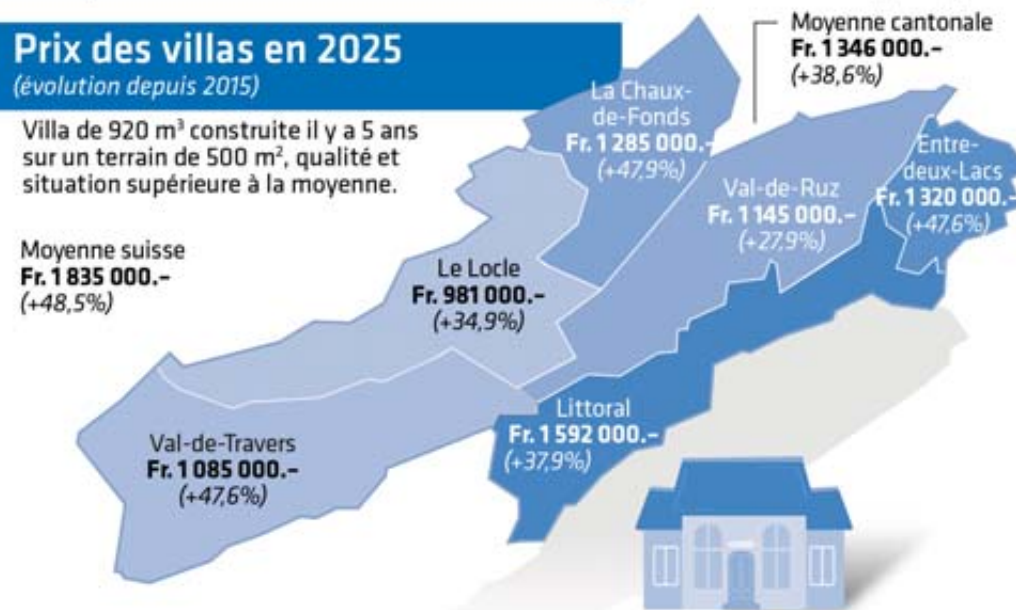 Prix des villas en 2025
(évolution depuis 2015)
Villa de 920 m³ construite il y a 5 ans
sur un terrain de 500 m², qualité et
situation supérieure à la moyenne.
Moyenne suisse
Fr. 1 835 000.–
(+48,5%)
Moyenne cantonale
Fr. 1 346 000.–
(+38,6%)
La Chaux-
de-Fonds
Fr. 1 285 000.–
(+47,9%)
Entre-
deux-Lacs
Fr. 1 320 000.–
(+47,6%)
Val-de-Ruz
Fr. 1 145 000.–
(+27,9%)
Le Locle
Fr. 981 000.–
(+34,9%)
Littoral
Fr. 1 592 000.–
(+37,9%)
Val-de-Travers
Fr. 1 085 000.–
(+47,6%)